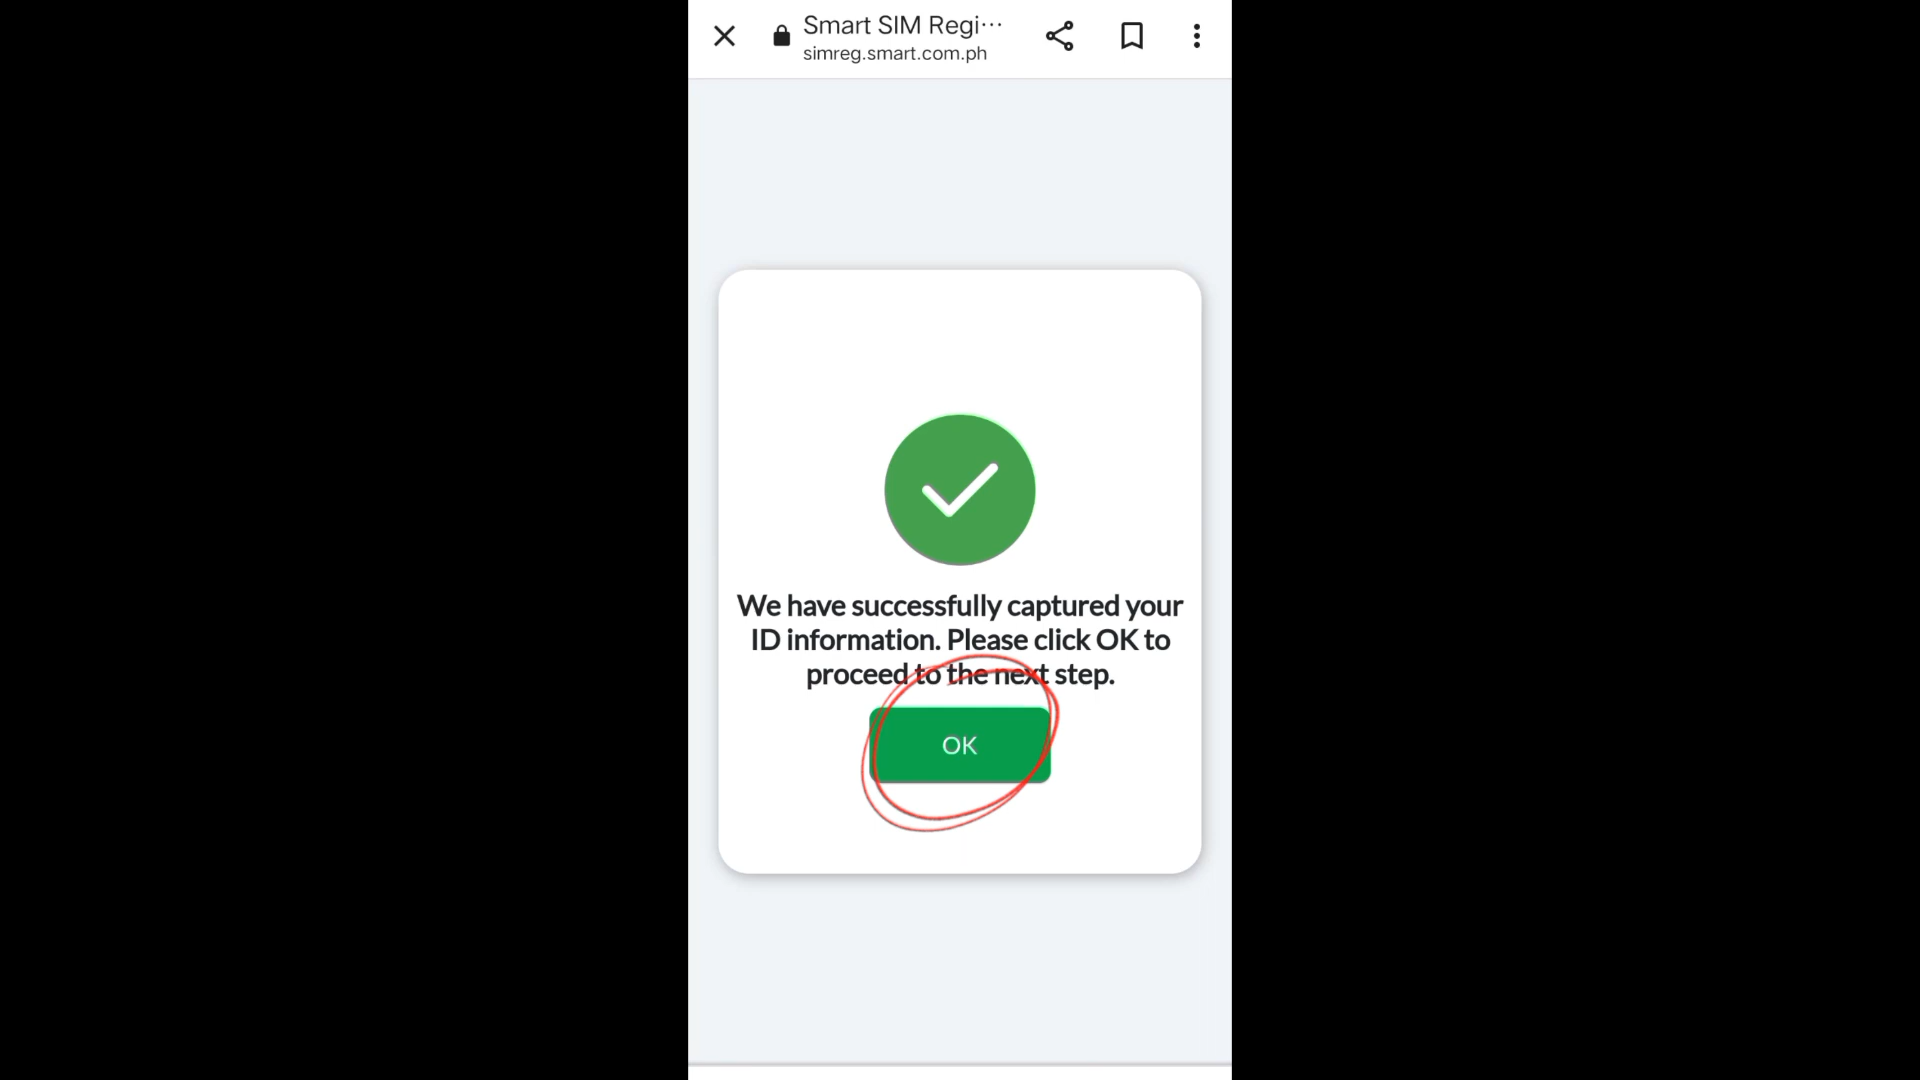 Smart SIM Regi···
simreg.smart.com.ph
We have successfully captured your
ID information. Please click OK to
proceed to the next step.
OK